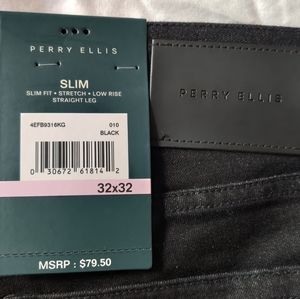 PERRY ELLIS
SLIM
SLIM FIT • STRETCH • LOW RISE
STRAIGHT LEG
4EFB9316KG 010
BLACK
0 30672 61814 2
32x32
MSRP : $79.50
PERRY ELLIS